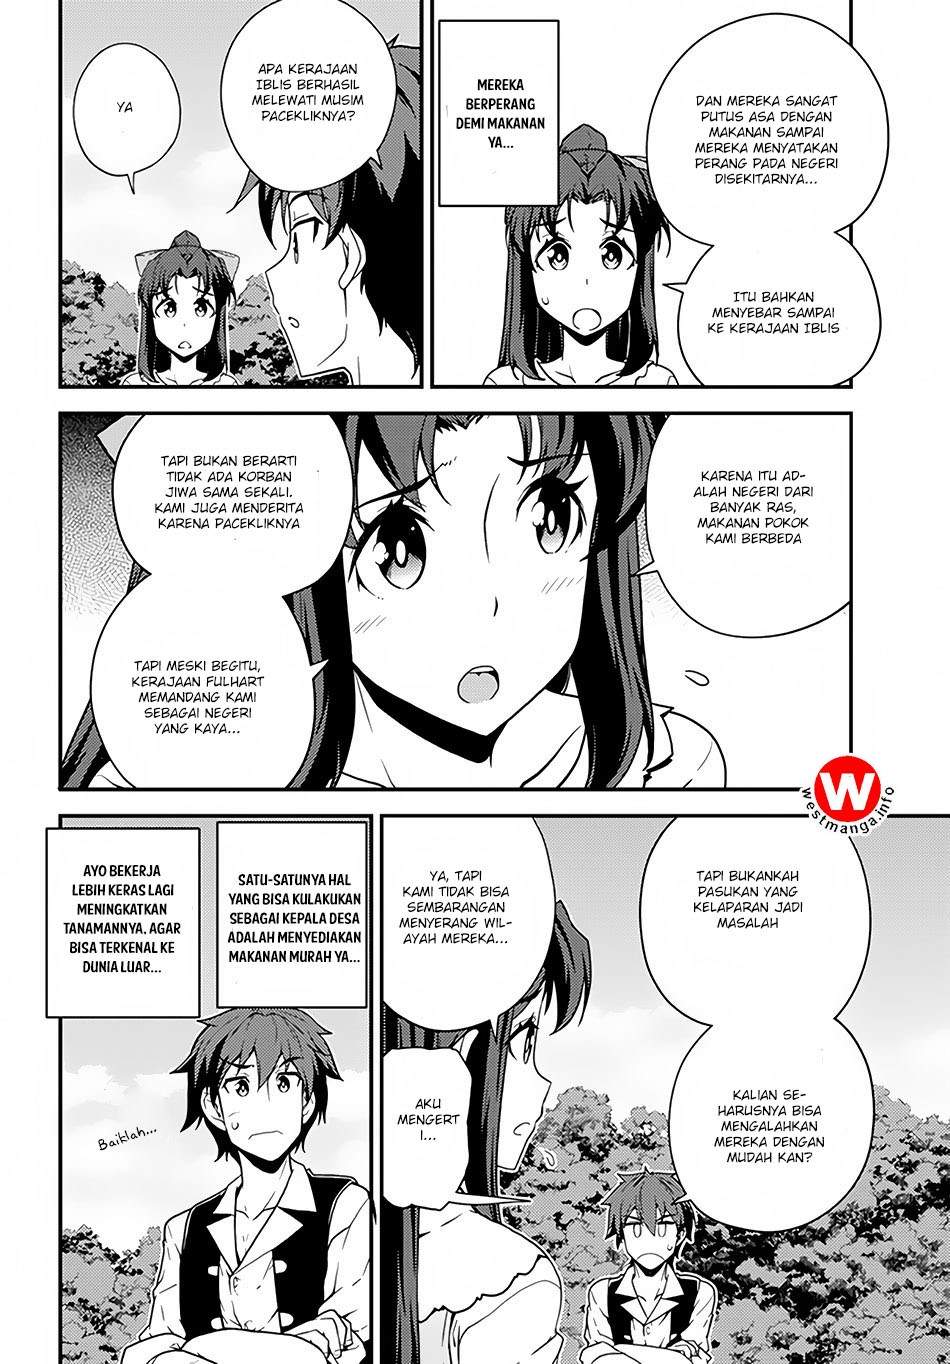 DAN MEREKA SANGAT
PUTUS ASA DENGAN
MAKANAN SAMPAI
MEREKA MENYATAKAN
PERANG PADA NEGERI
DISEKITARNYA...
ITU BAHKAN
MENYEBAR SAMPAI
KE KERAJAAN IBLIS
MEREKA
BERPERANG
DEMI MAKANAN
YA...
APA KERAJAAN
IBLIS BERHASIL
MELEWATI MUSIM
PACEKLIKNYA?
YA
KARENA ITU AD-
ALAH NEGERI DARI
BANYAK RAS,
MAKANAN POKOK
KAMI BERBEDA
TAPI BUKAN BERARTI
TIDAK ADA KORBAN
JIWA SAMA SEKALI.
KAMI JUGA MENDERITA
KARENA PACEKLIKNYA
TAPI MESKI BEGITU,
KERAJAAN FULHART
MEMANDANG KAMI
SEBAGAI NEGERI
YANG KAYA...
W
westmanga.info
TAPI BUKANKAH
PASUKAN YANG
KELAPARAN JADI
MASALAH
KALIAN SE-
HARUSNYA BISA
MENGALAHKAN
MEREKA DENGAN
MUDAH KAN?
YA, TAPI
KAMI TIDAK BISA
SEMBARANGAN
MENYERANG WIL-
AYAH MEREKA...
AKU
MENGERT
I...
SATU-SATUNYA HAL
YANG BISA KULAKUKAN
SEBAGAI KEPALA DESA
ADALAH MENYEDIAKAN
MAKANAN MURAH YA...
AYO BEKERJA
LEBIH KERAS LAGI
MENINGKATKAN
TANAMANNYA, AGAR
BISA TERKENAL KE
DUNIA LUAR...
Baiklah...